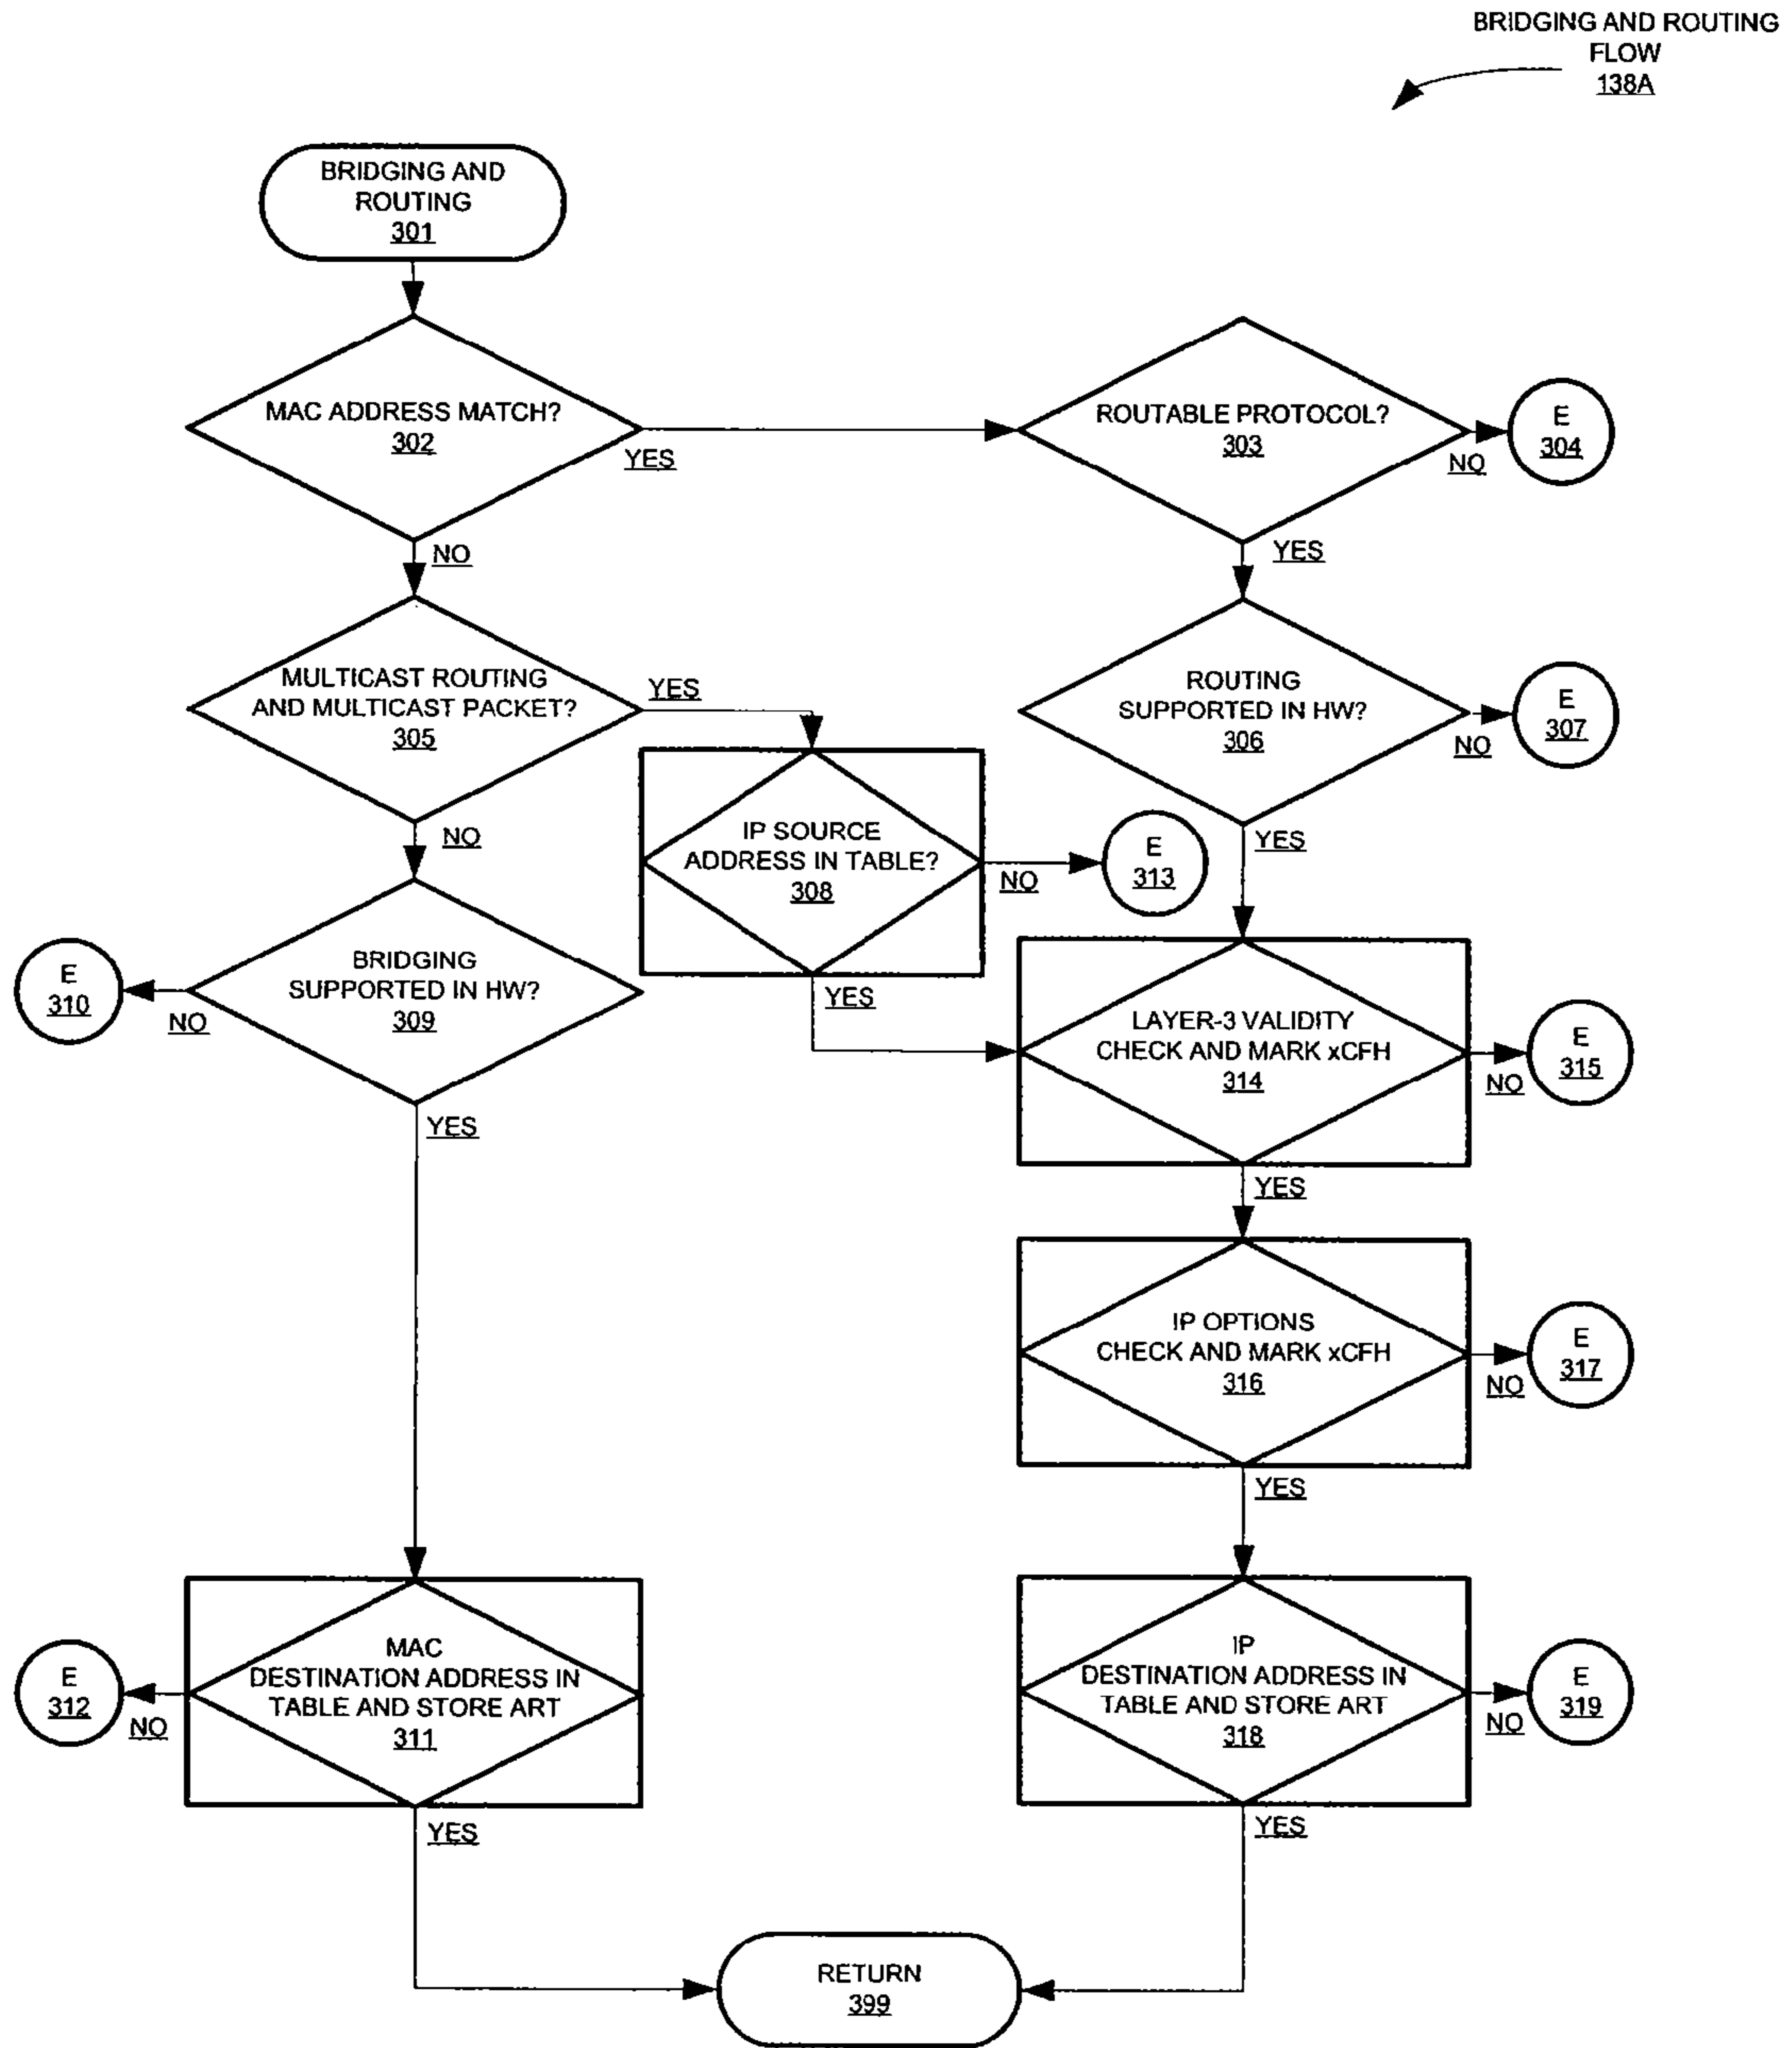 BRIDGING AND ROUTING
FLOW
138A
BRIDGING AND
ROUTING
301
MAC ADDRESS MATCH?
302
YES
NO
ROUTABLE PROTOCOL?
303
NO
YES
E
304
MULTICAST ROUTING
AND MULTICAST PACKET?
305
YES
NO
ROUTING
SUPPORTED IN HW?
306
NO
YES
E
307
IP SOURCE
ADDRESS IN TABLE?
308
NO
YES
E
313
BRIDGING
SUPPORTED IN HW?
309
NO
YES
E
310
LAYER-3 VALIDITY
CHECK AND MARK xCFH
314
NO
YES
E
315
IP OPTIONS
CHECK AND MARK xCFH
316
NO
YES
E
317
MAC
DESTINATION ADDRESS IN
TABLE AND STORE ART
311
NO
YES
E
312
IP
DESTINATION ADDRESS IN
TABLE AND STORE ART
318
NO
YES
E
319
RETURN
399